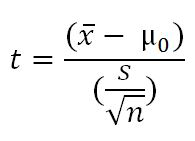 t = (x̄ − μ₀) / (s/√n)